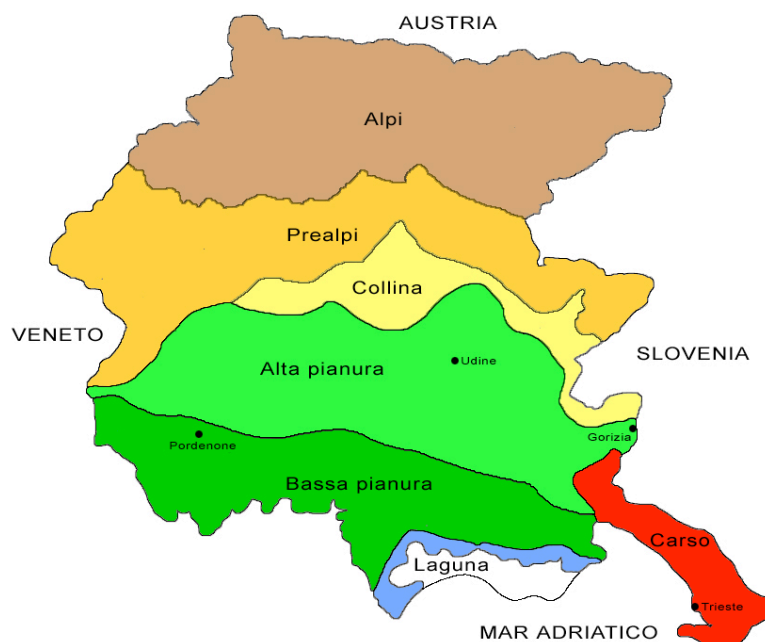 AUSTRIA
Alpi
Prealpi
Collina
VENETO
SLOVENIA
Alta pianura
Udine
Pordenone
Gorizia
Bassa pianura
Carso
Laguna
Trieste
MAR ADRIATICO